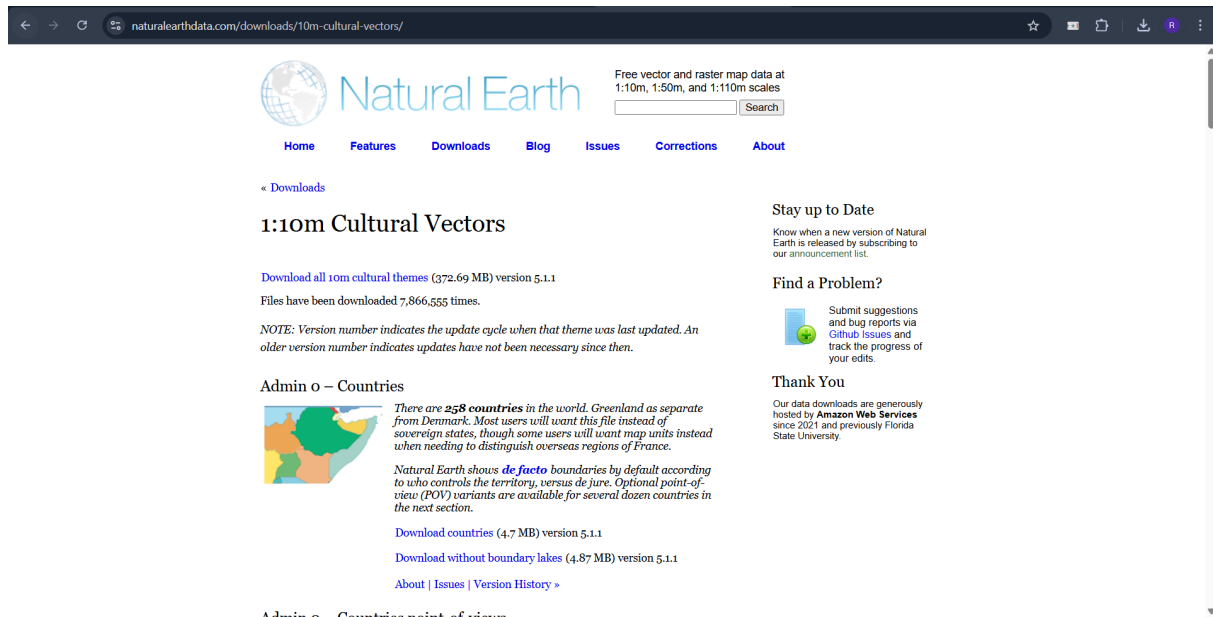 naturalearthdata.com/downloads/10m-cultural-vectors/
R
Natural Earth
Free vector and raster map data at
1:10m, 1:50m, and 1:110m scales
Search
Home Features Downloads Blog Issues Corrections About
« Downloads
1:10m Cultural Vectors
Download all 10m cultural themes (372.69 MB) version 5.1.1
Files have been downloaded 7,866,555 times.
NOTE: Version number indicates the update cycle when that theme was last updated. An
older version number indicates updates have not been necessary since then.
Admin 0 – Countries
There are 258 countries in the world. Greenland as separate
from Denmark. Most users will want this file instead of
sovereign states, though some users will want map units instead
when needing to distinguish overseas regions of France.
Natural Earth shows de facto boundaries by default according
to who controls the territory, versus de jure. Optional point-of-
view (POV) variants are available for several dozen countries in
the next section.
Download countries (4.7 MB) version 5.1.1
Download without boundary lakes (4.87 MB) version 5.1.1
About | Issues | Version History »
Admin 0 – Countries point-of-views
Stay up to Date
Know when a new version of Natural
Earth is released by subscribing to
our announcement list.
Find a Problem?
Submit suggestions
and bug reports via
Github Issues and
track the progress of
your edits.
Thank You
Our data downloads are generously
hosted by Amazon Web Services
since 2021 and previously Florida
State University.